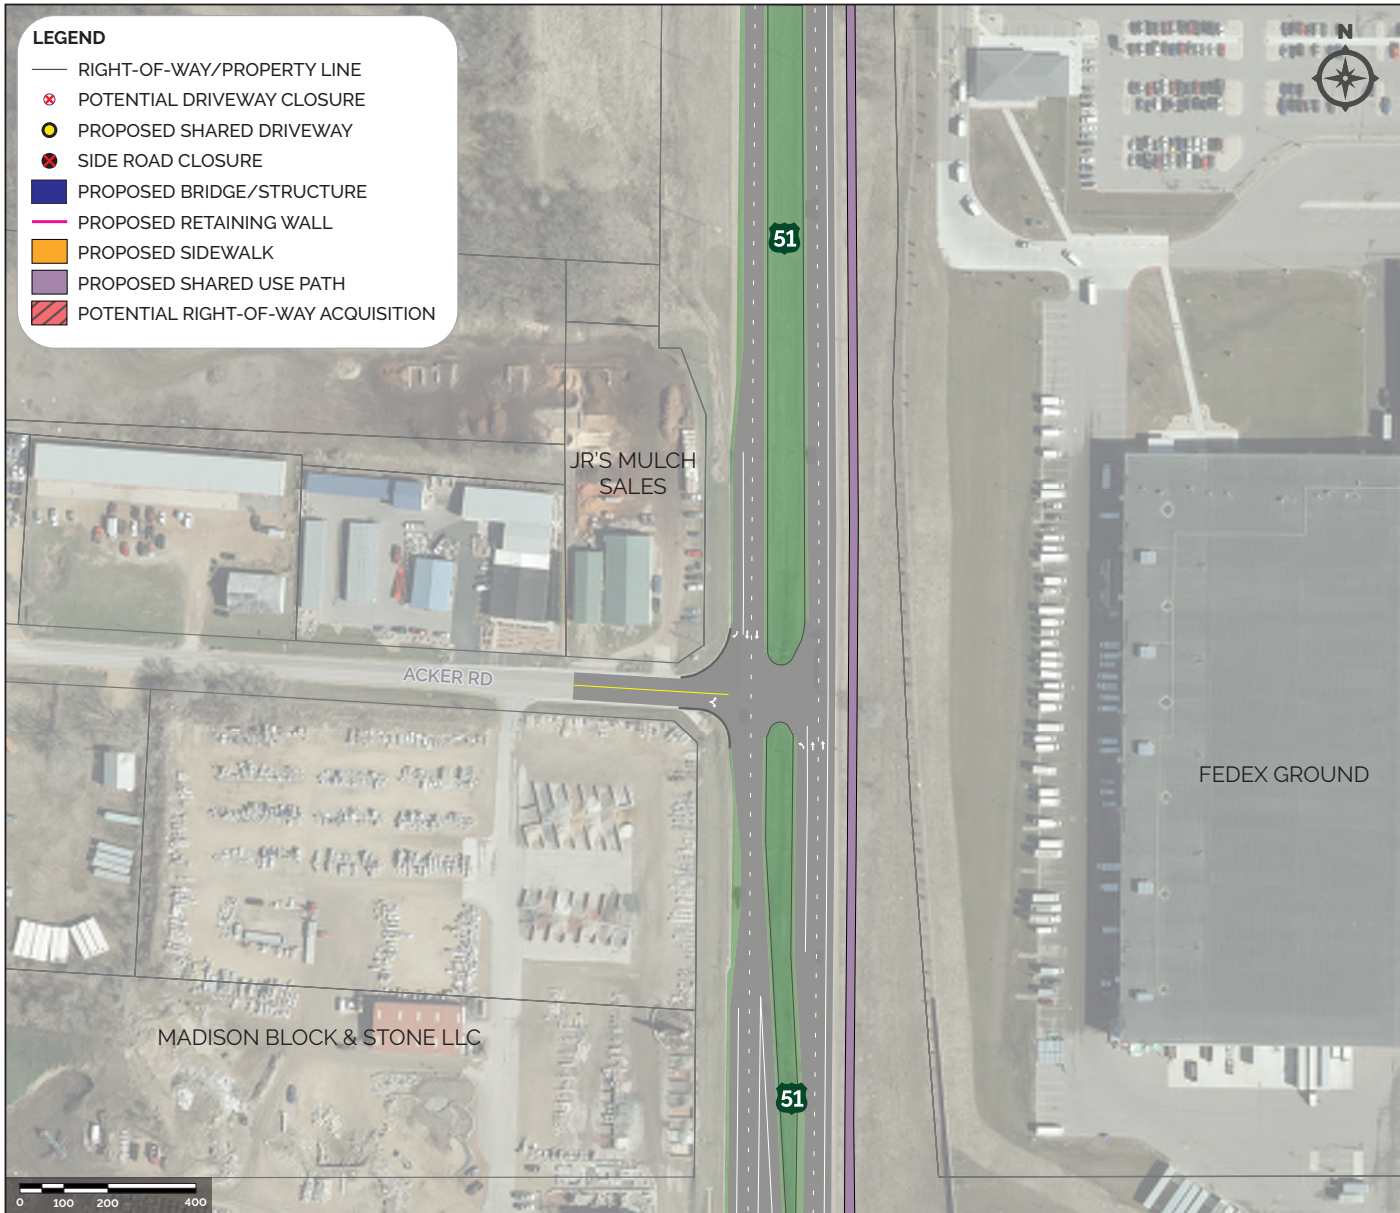 LEGEND
RIGHT-OF-WAY/PROPERTY LINE
POTENTIAL DRIVEWAY CLOSURE
PROPOSED SHARED DRIVEWAY
SIDE ROAD CLOSURE
PROPOSED BRIDGE/STRUCTURE
PROPOSED RETAINING WALL
PROPOSED SIDEWALK
PROPOSED SHARED USE PATH
POTENTIAL RIGHT-OF-WAY ACQUISITION
N
51
JR'S MULCH
SALES
ACKER RD
FEDEX GROUND
MADISON BLOCK & STONE LLC
51
0 100 200 400